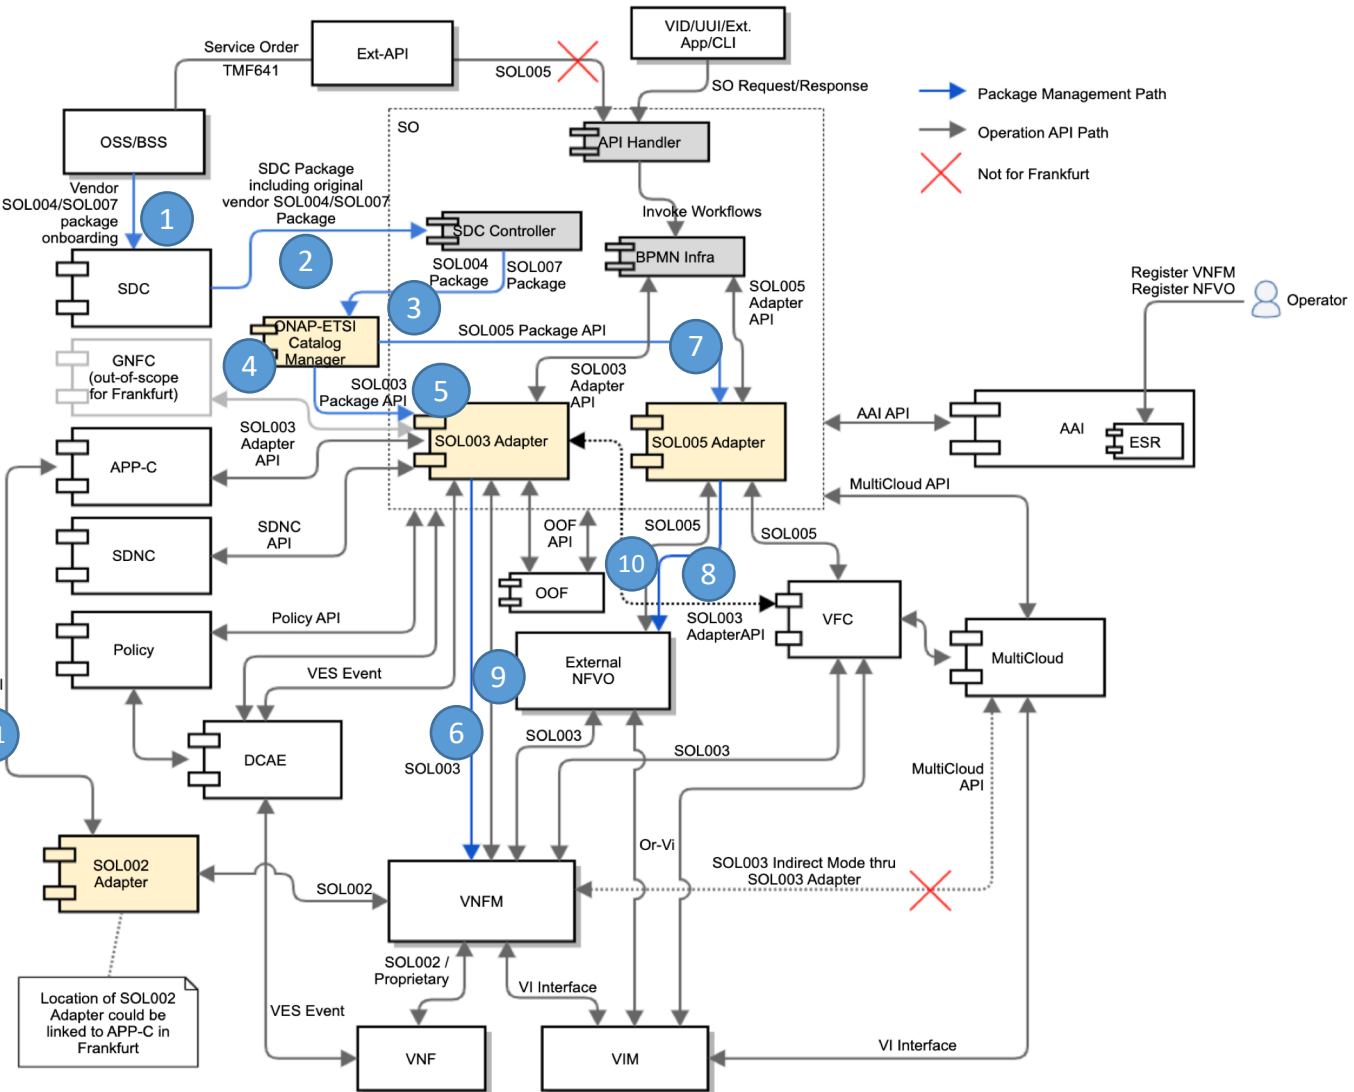 VID/UUI/Ext.
App/CLI
Service Order
TMF641
Ext-API
SOL005
SO Request/Response
Package Management Path
Operation API Path
Not for Frankfurt
OSS/BSS
SO
API Handler
Vendor
SOL004/SOL007
package
onboarding
1
SDC Package
including original
vendor SOL004/SOL007
Package
2
Invoke Workflows
SDC Controller
BPMN Infra
SDC
SOL004
Package
SOL007
Package
3
SOL005
Adapter
API
Register VNFM
Register NFVO
Operator
ONAP-ETSI
Catalog
Manager
4
SOL005 Package API
7
GNFC
(out-of-scope
for Frankfurt)
SOL003
Package API
5
SOL003
Adapter
API
SOL003
Adapter
API
SOL003 Adapter
SOL005 Adapter
AAI API
AAI
ESR
APP-C
MultiCloud API
SDNC
SDNC
API
OOF
API
SOL005
SOL005
10
8
OOF
Policy
Policy API
SOL003
AdapterAPI
VFC
MultiCloud
VES Event
External
NFVO
9
6
I
1
SOL003
SOL003
SOL003
DCAE
MultiCloud
API
SOL002
Adapter
SOL002
VNFM
Or-Vi
SOL003 Indirect Mode thru
SOL003 Adapter
SOL002 /
Proprietary
VI Interface
Location of SOL002
Adapter could be
linked to APP-C in
Frankfurt
VES Event
VNF
VIM
VI Interface